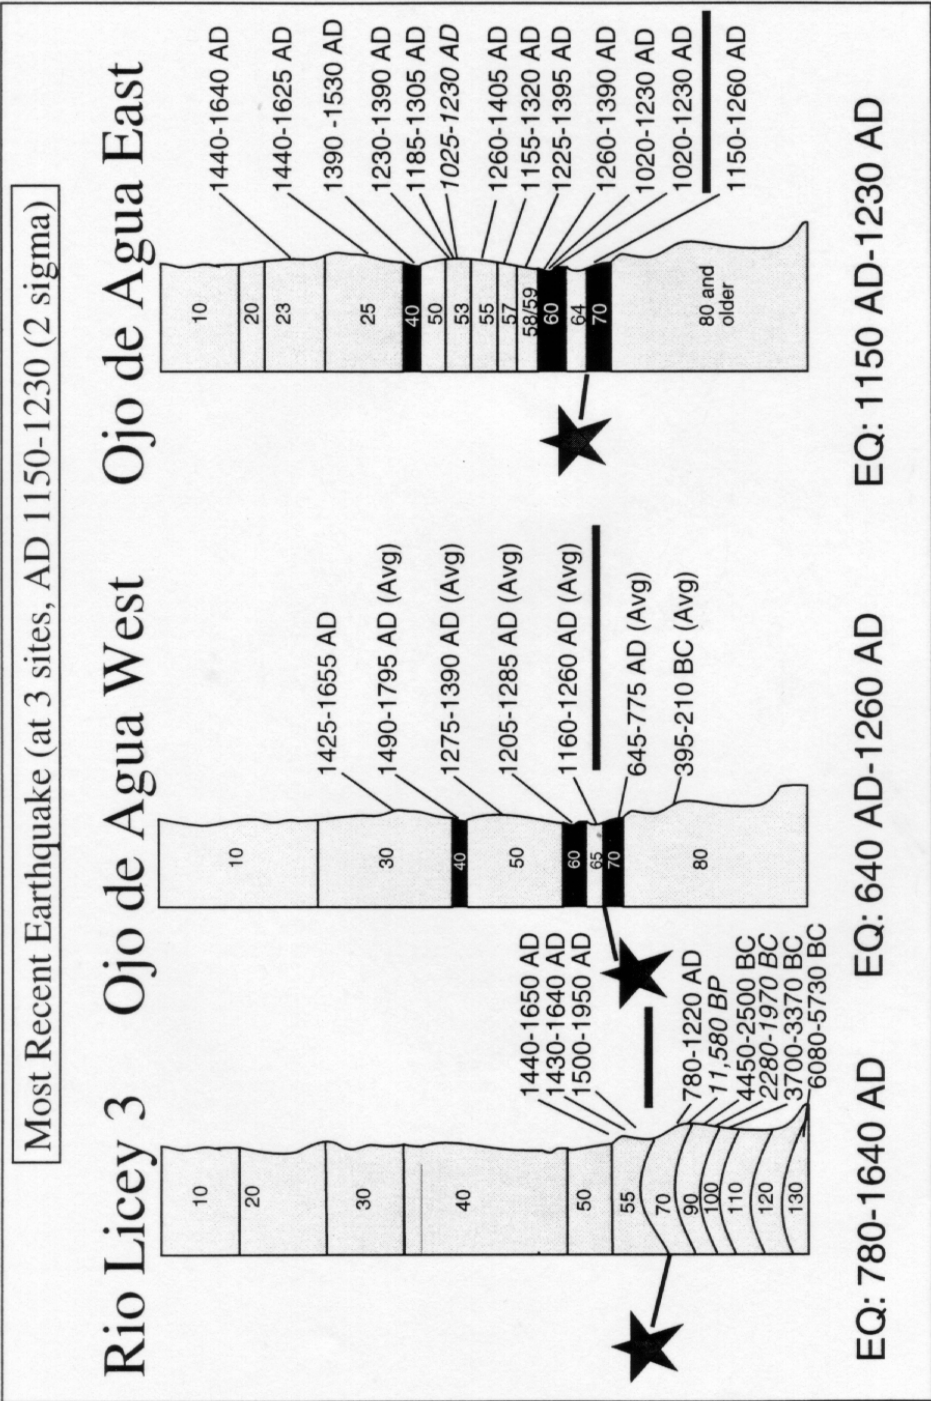 Most Recent Earthquake (at 3 sites, AD 1150-1230 (2 sigma)
Rio Licey 3
10
20
30
40
50
55
70
90
100
110
120
130
1440-1650 AD
1430-1640 AD
1500-1950 AD
780-1220 AD
11,580 BP
4450-2500 BC
2280-1970 BC
3700-3370 BC
6080-5730 BC
EQ: 780-1640 AD
Ojo de Agua West
10
30
40
50
60
65
70
80
1425-1655 AD
1490-1795 AD (Avg)
1275-1390 AD (Avg)
1205-1285 AD (Avg)
1160-1260 AD (Avg)
645-775 AD (Avg)
395-210 BC (Avg)
EQ: 640 AD-1260 AD
Ojo de Agua East
10
20
23
25
40
50
53
55
57
58/59
60
64
70
80 and
older
1440-1640 AD
1440-1625 AD
1390 -1530 AD
1230-1390 AD
1185-1305 AD
1025-1230 AD
1260-1405 AD
1155-1320 AD
1225-1395 AD
1260-1390 AD
1020-1230 AD
1020-1230 AD
1150-1260 AD
EQ: 1150 AD-1230 AD